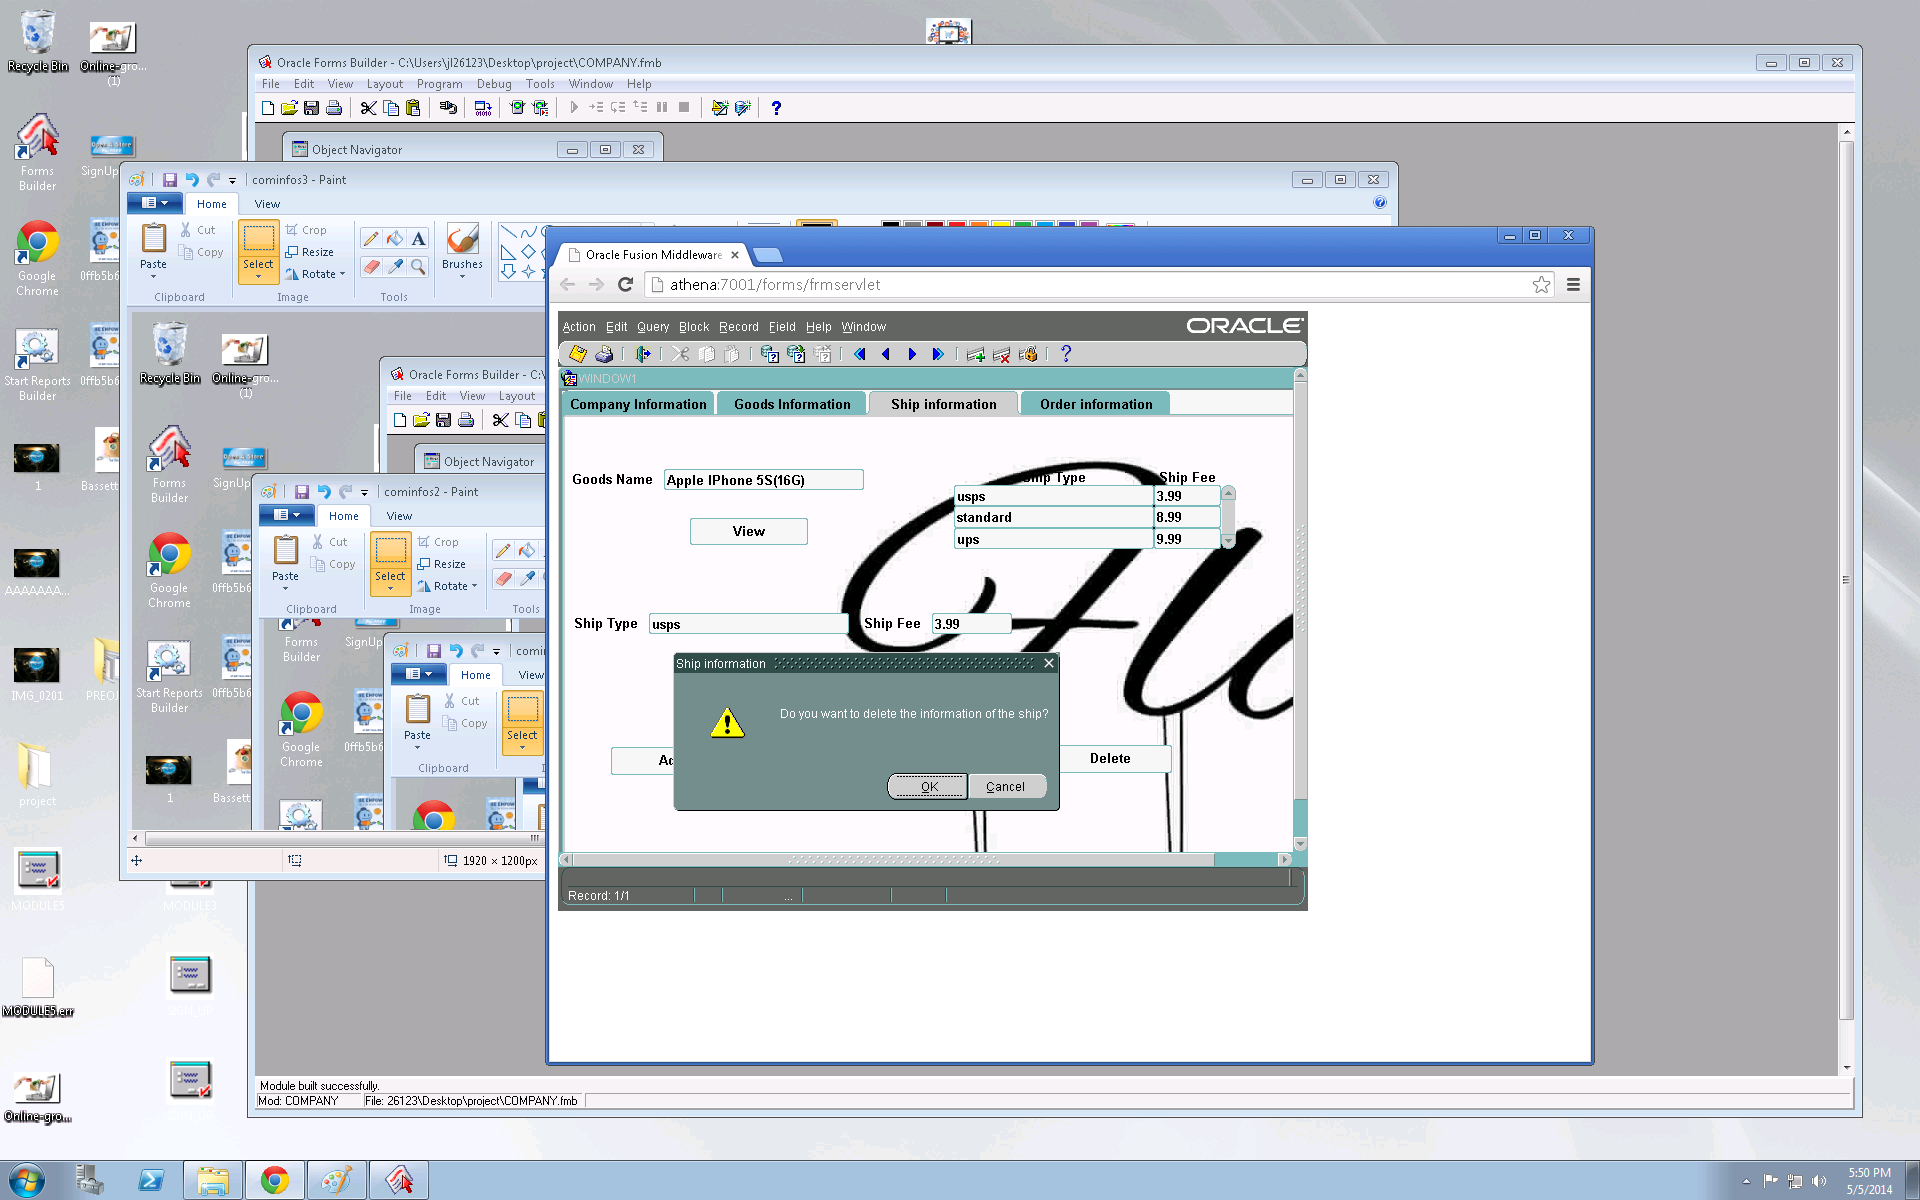 Recycle Bin
Online-gro...
(1)
Forms
Builder
SignUp
Google
Chrome
0ffb5b6
Start Reports
Builder
0ffb5b6
1
Bassett
AAAAAAA...
IMG_0201
PREOJ
project
MODULE5
MODULE3
MODULE5.err
SIGN_UP
Online-gro...
Oracle Forms Builder - C:\Users\jl26123\Desktop\project\COMPANY.fmb
File Edit View Layout Program Debug Tools Window Help
Object Navigator
cominfos3 - Paint
Home View
Paste
Cut
Copy
Clipboard
Select
Crop
Resize
Rotate
Image
Tools
Brushes
Recycle Bin
Online-gro...
(1)
Oracle Forms Builder - C:\
File Edit View Layout
Object Navigator
Forms
Builder
SignUp
Google
Chrome
0ffb5b6
Start Reports
Builder
0ffb5b6
1
Bassett
cominfos2 - Paint
Home View
Paste
Cut
Copy
Clipboard
Select
Crop
Resize
Rotate
Image
Tools
Forms
Builder
SignUp
Google
Chrome
0ffb5b6
comin
Home View
Paste
Cut
Copy
Clipboard
Select
1920 × 1200px
Oracle Fusion Middleware
athena:7001/forms/frmservlet
Action Edit Query Block Record Field Help Window
ORACLE
WINDOW1
Company Information Goods Information Ship information Order information
Goods Name Apple IPhone 5S(16G)
View
Ship Type Ship Fee
usps 3.99
standard 8.99
ups 9.99
Ship Type usps Ship Fee 3.99
Ship information
Do you want to delete the information of the ship?
OK Cancel
Delete
Record: 1/1
...
Module built successfully.
Mod: COMPANY File: 26123\Desktop\project\COMPANY.fmb
5:50 PM
5/5/2014